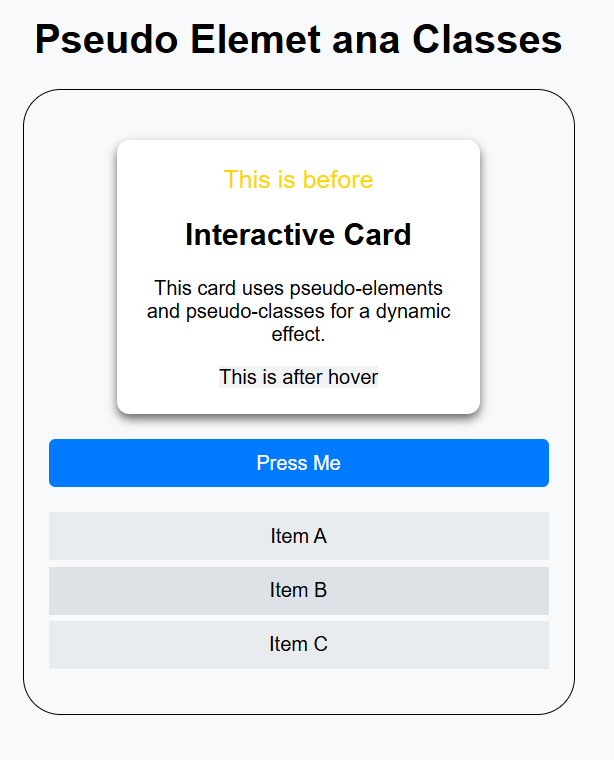 Pseudo Elemet ana Classes
This is before
Interactive Card
This card uses pseudo-elements
and pseudo-classes for a dynamic
effect.
This is after hover
Press Me
Item A
Item B
Item C